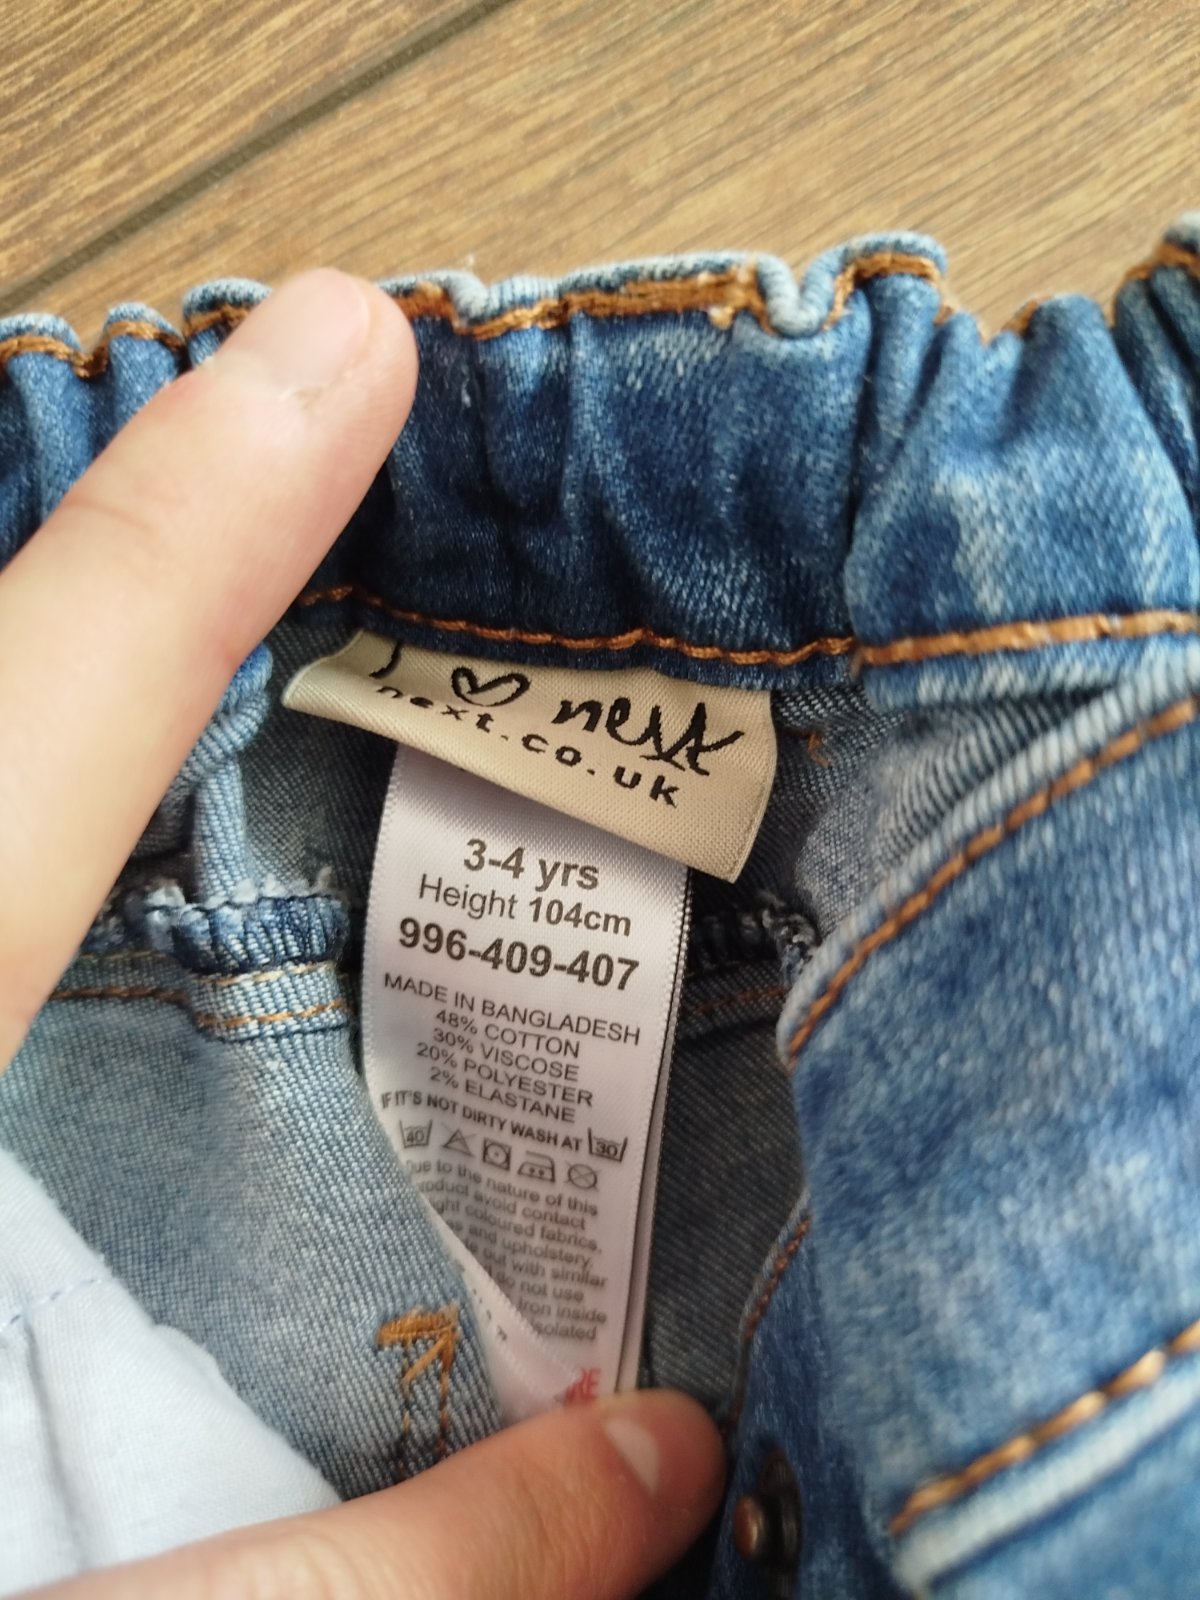 I ♡ next
next.co.uk
3-4 yrs
Height 104cm
996-409-407
MADE IN BANGLADESH
48% COTTON
30% VISCOSE
20% POLYESTER
2% ELASTANE
IF IT'S NOT DIRTY WASH AT 30
40
Due to the nature of this
product avoid contact
light coloured fabrics,
and upholstery
out with similar
do not use
Iron inside
isolated